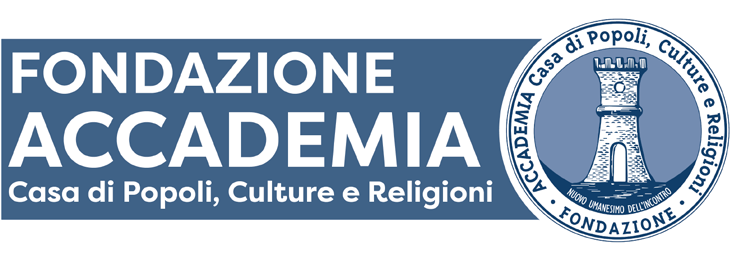 FONDAZIONE
ACCADEMIA
Casa di Popoli, Culture e Religioni
ACCADEMIA Casa di Popoli, Culture e Religioni
NUOVO UMANESIMO DELL'INCONTRO
· FONDAZIONE ·